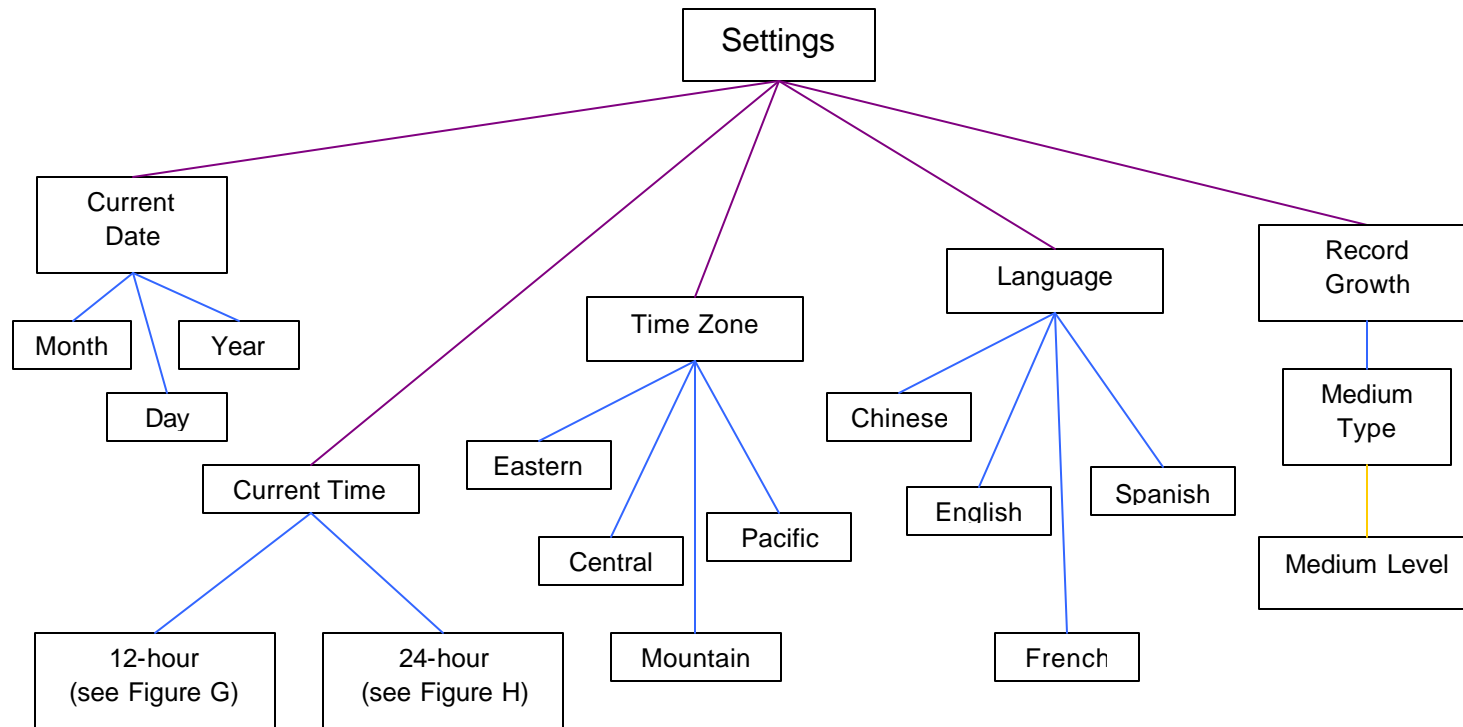 Settings
Current
Date
Month
Year
Day
Current Time
12-hour
(see Figure G)
24-hour
(see Figure H)
Time Zone
Eastern
Central
Mountain
Pacific
Language
Chinese
English
French
Spanish
Record
Growth
Medium
Type
Medium Level